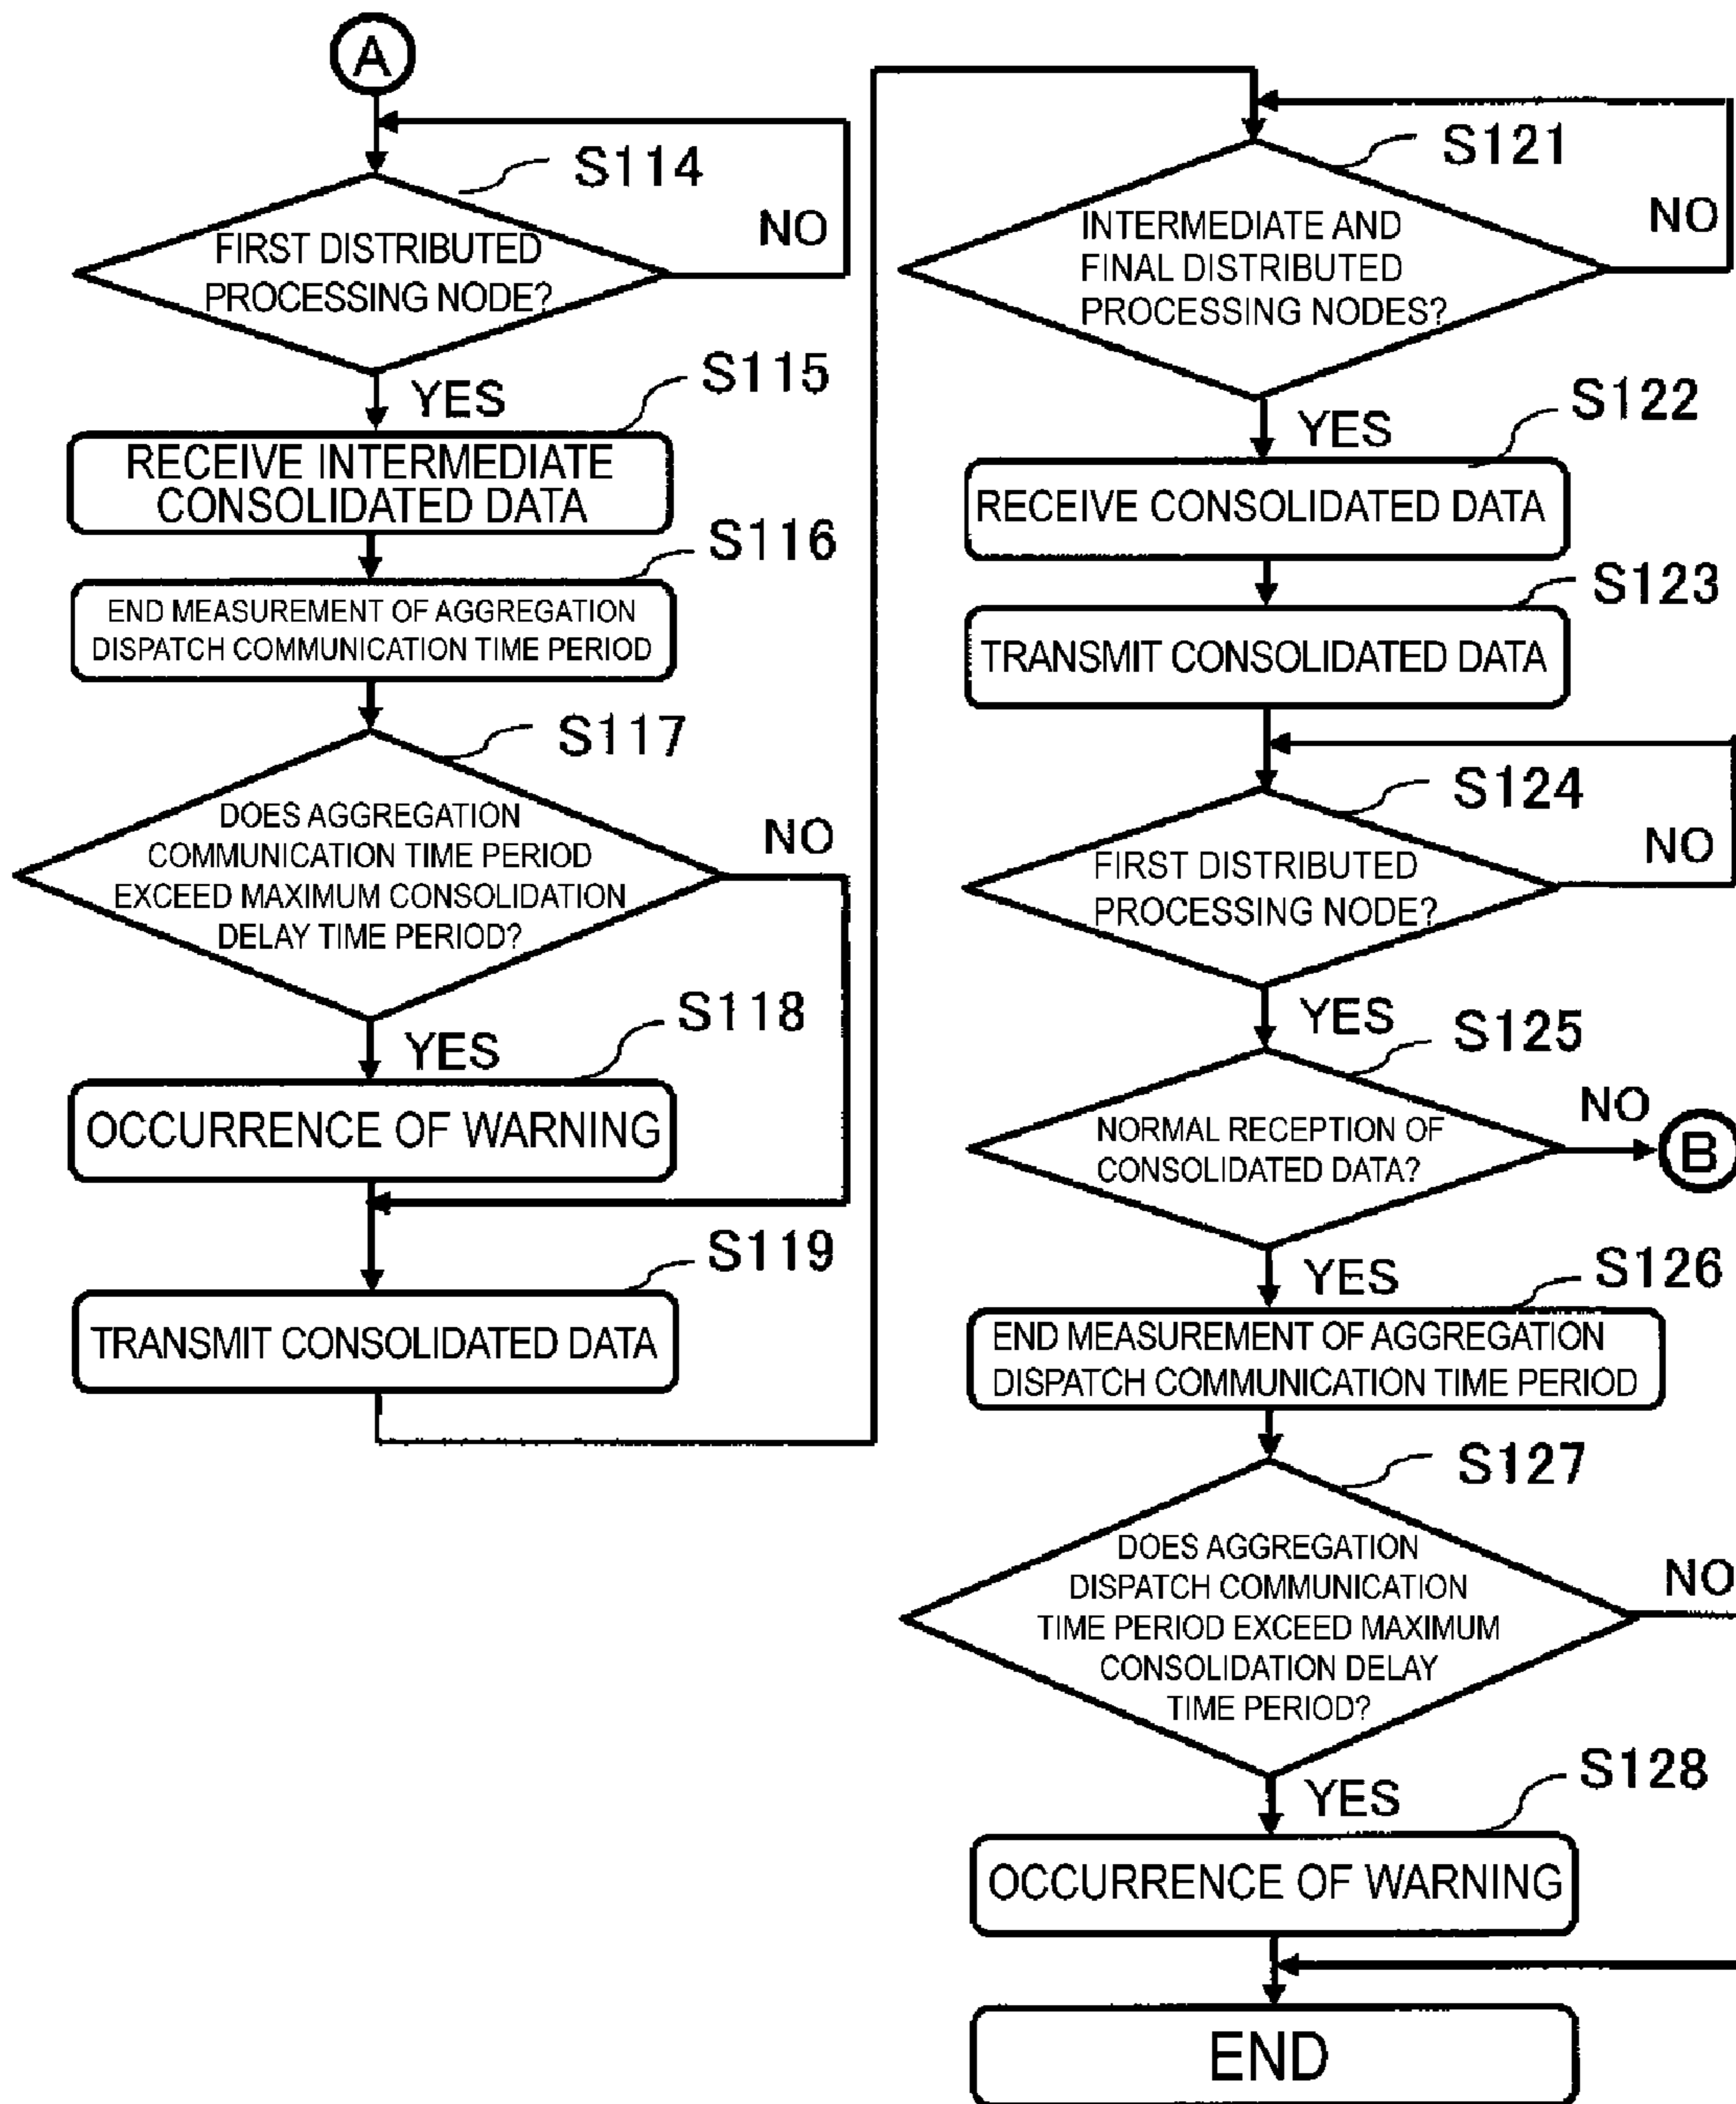 A
S114
FIRST DISTRIBUTED
PROCESSING NODE?
NO
YES
S115
RECEIVE INTERMEDIATE
CONSOLIDATED DATA
S116
END MEASUREMENT OF AGGREGATION
DISPATCH COMMUNICATION TIME PERIOD
S117
DOES AGGREGATION
COMMUNICATION TIME PERIOD
EXCEED MAXIMUM CONSOLIDATION
DELAY TIME PERIOD?
NO
YES
S118
OCCURRENCE OF WARNING
S119
TRANSMIT CONSOLIDATED DATA
S121
INTERMEDIATE AND
FINAL DISTRIBUTED
PROCESSING NODES?
NO
YES
S122
RECEIVE CONSOLIDATED DATA
S123
TRANSMIT CONSOLIDATED DATA
S124
FIRST DISTRIBUTED
PROCESSING NODE?
NO
YES
S125
NORMAL RECEPTION OF
CONSOLIDATED DATA?
NO
B
YES
S126
END MEASUREMENT OF AGGREGATION
DISPATCH COMMUNICATION TIME PERIOD
S127
DOES AGGREGATION
DISPATCH COMMUNICATION
TIME PERIOD EXCEED MAXIMUM
CONSOLIDATION DELAY
TIME PERIOD?
NO
YES
S128
OCCURRENCE OF WARNING
END